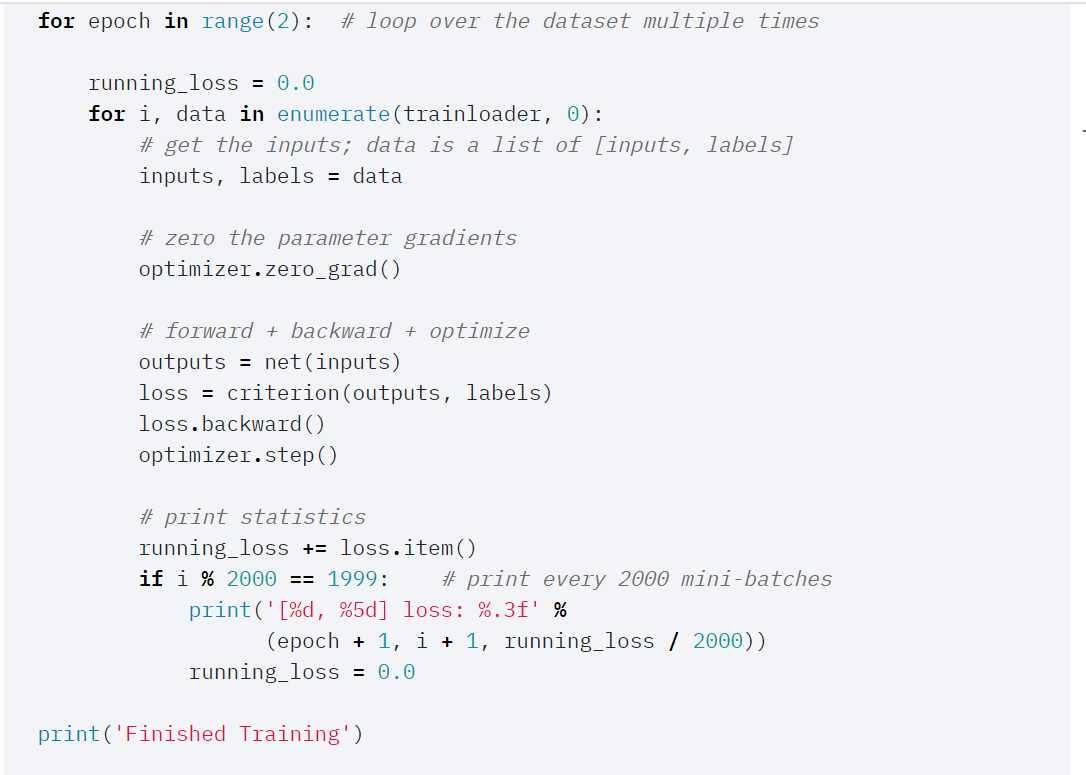 for epoch in range(2):  # loop over the dataset multiple times

    running_loss = 0.0
    for i, data in enumerate(trainloader, 0):
        # get the inputs; data is a list of [inputs, labels]
        inputs, labels = data

        # zero the parameter gradients
        optimizer.zero_grad()

        # forward + backward + optimize
        outputs = net(inputs)
        loss = criterion(outputs, labels)
        loss.backward()
        optimizer.step()

        # print statistics
        running_loss += loss.item()
        if i % 2000 == 1999:    # print every 2000 mini-batches
            print('[%d, %5d] loss: %.3f' %
                  (epoch + 1, i + 1, running_loss / 2000))
            running_loss = 0.0

print('Finished Training')